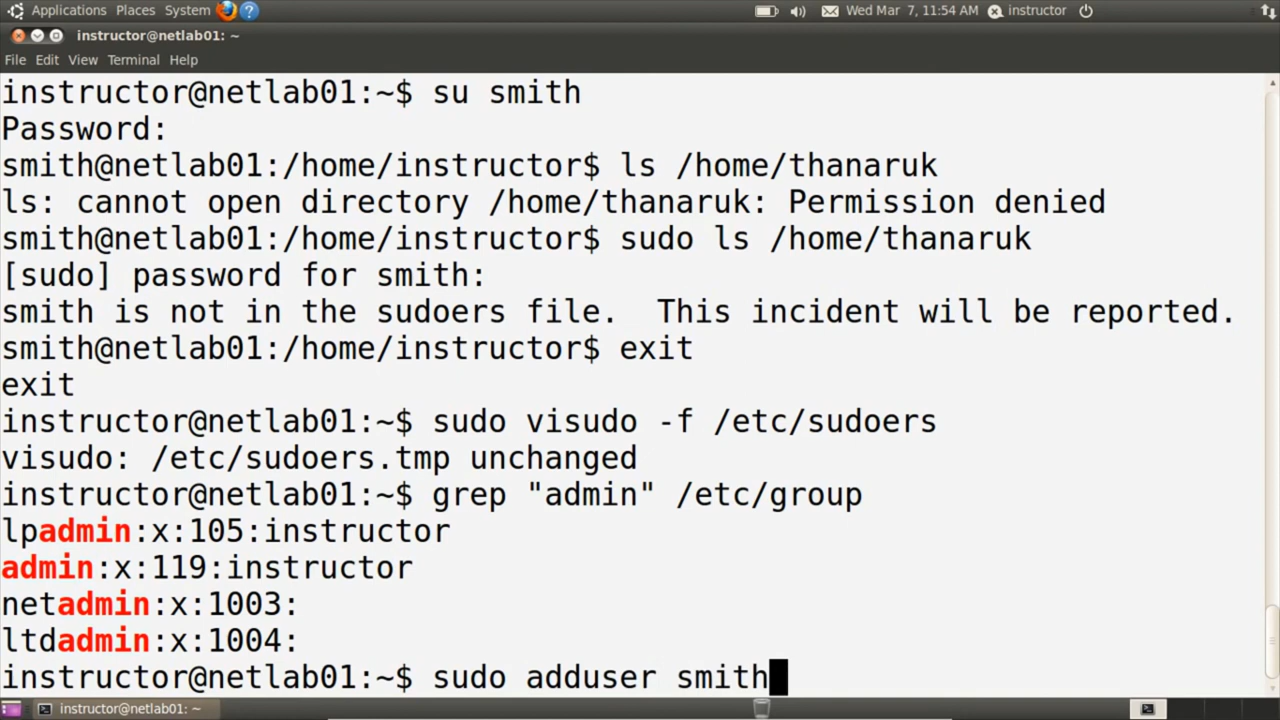 Applications Places System Wed Mar 7, 11:54 AM instructor
instructor@netlab01: ~
File Edit View Terminal Help
instructor@netlab01:~$ su smith
Password:
smith@netlab01:/home/instructor$ ls /home/thanaruk
ls: cannot open directory /home/thanaruk: Permission denied
smith@netlab01:/home/instructor$ sudo ls /home/thanaruk
[sudo] password for smith:
smith is not in the sudoers file.  This incident will be reported.
smith@netlab01:/home/instructor$ exit
exit
instructor@netlab01:~$ sudo visudo -f /etc/sudoers
visudo: /etc/sudoers.tmp unchanged
instructor@netlab01:~$ grep "admin" /etc/group
lpadmin:x:105:instructor
admin:x:119:instructor
netadmin:x:1003:
ltdadmin:x:1004:
instructor@netlab01:~$ sudo adduser smith
instructor@netlab01: ~